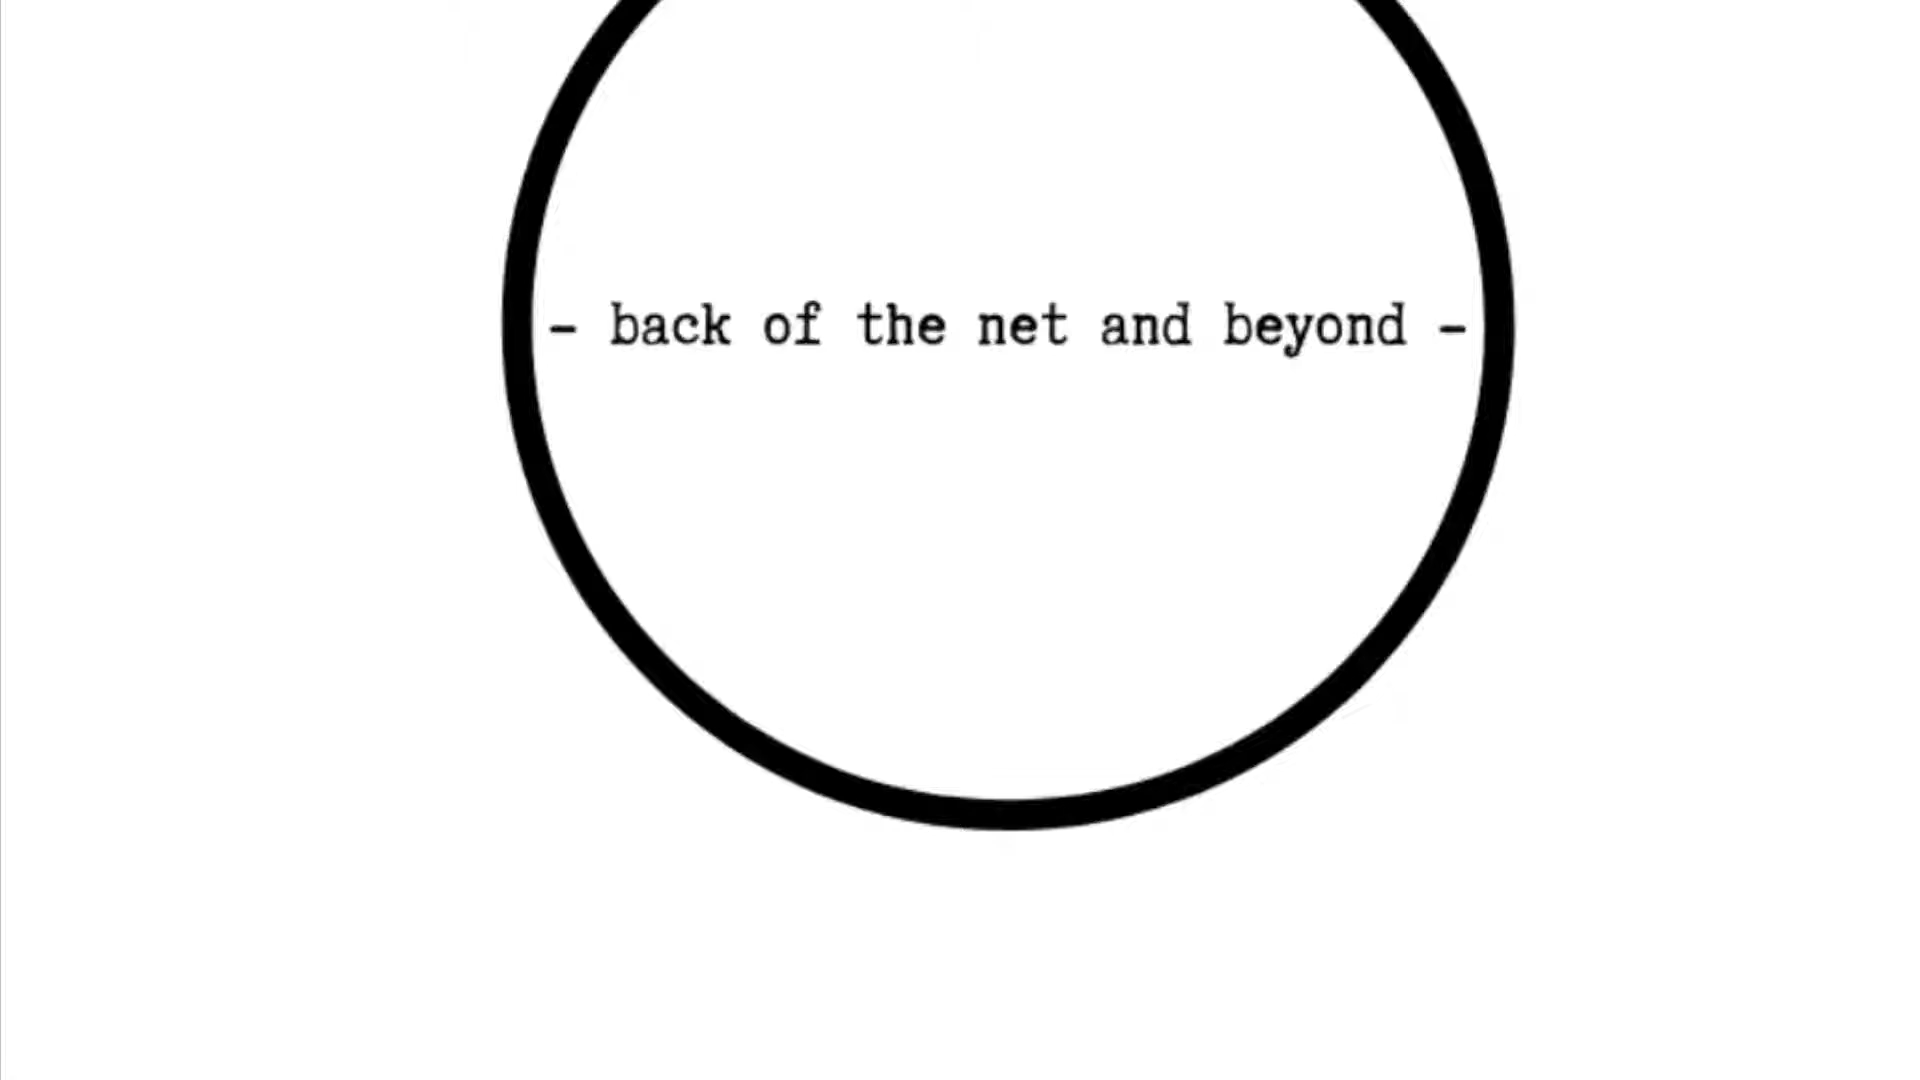 - back of the net and beyond -